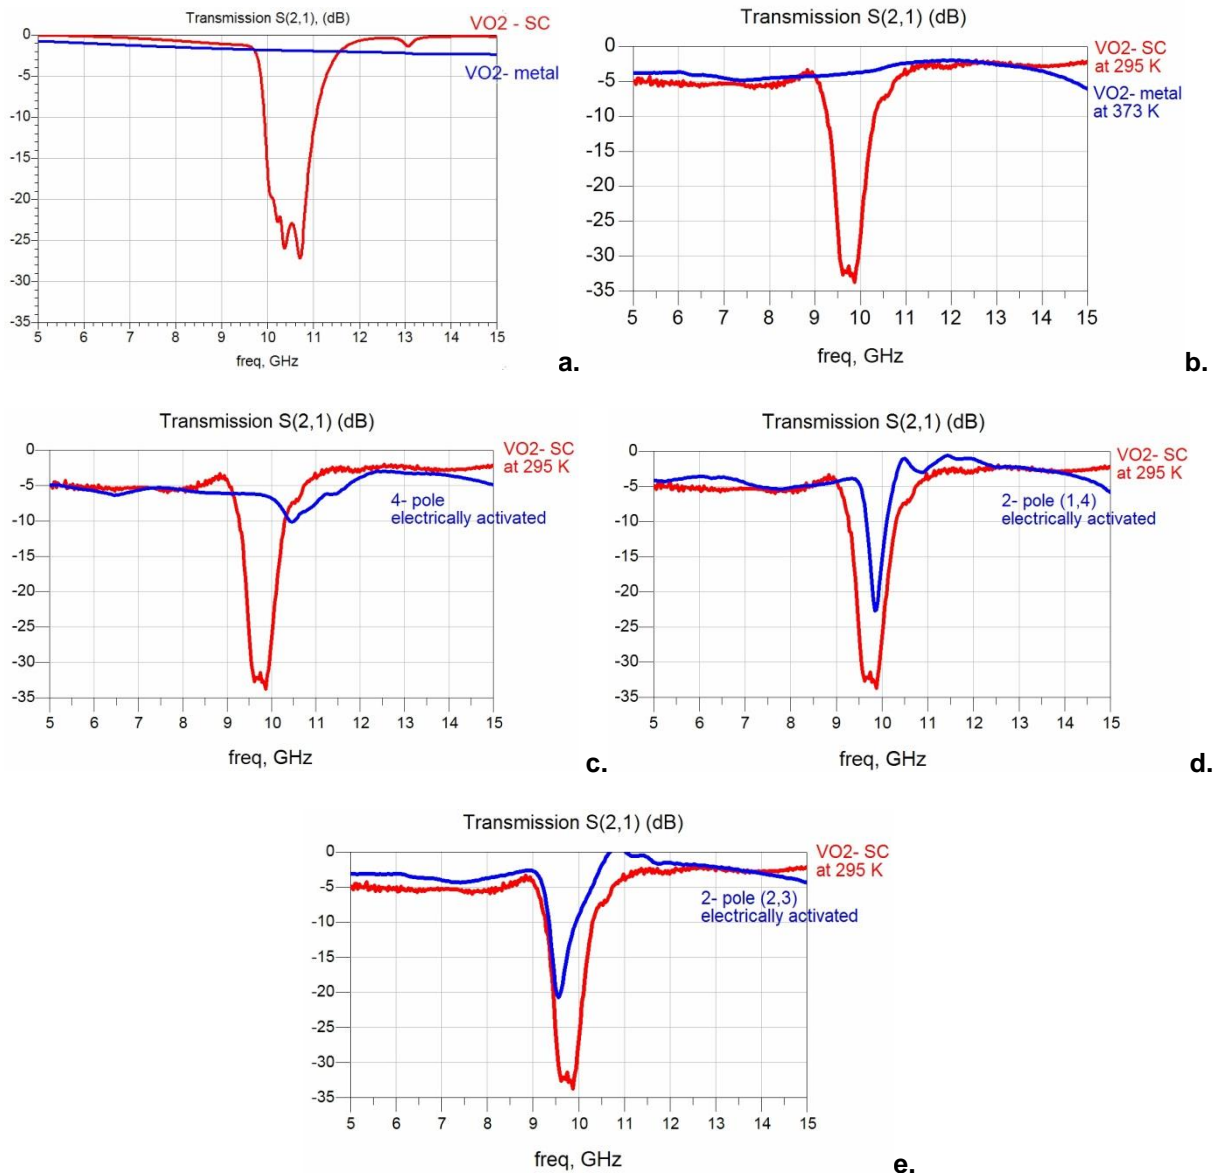 Transmission S(2,1), (dB)
VO2 - SC
VO2- metal
0
-5
-10
-15
-20
-25
-30
-35
5 6 7 8 9 10 11 12 13 14 15
freq, GHz
a.
Transmission S(2,1) (dB)
VO2- SC
at 295 K
VO2- metal
at 373 K
0
-5
-10
-15
-20
-25
-30
-35
5 6 7 8 9 10 11 12 13 14 15
freq, GHz
b.
Transmission S(2,1) (dB)
VO2- SC
at 295 K
4- pole
electrically activated
0
-5
-10
-15
-20
-25
-30
-35
5 6 7 8 9 10 11 12 13 14 15
freq, GHz
c.
Transmission S(2,1) (dB)
VO2- SC
at 295 K
2- pole (1,4)
electrically activated
0
-5
-10
-15
-20
-25
-30
-35
5 6 7 8 9 10 11 12 13 14 15
freq, GHz
d.
Transmission S(2,1) (dB)
VO2- SC
at 295 K
2- pole (2,3)
electrically activated
0
-5
-10
-15
-20
-25
-30
-35
5 6 7 8 9 10 11 12 13 14 15
freq, GHz
e.